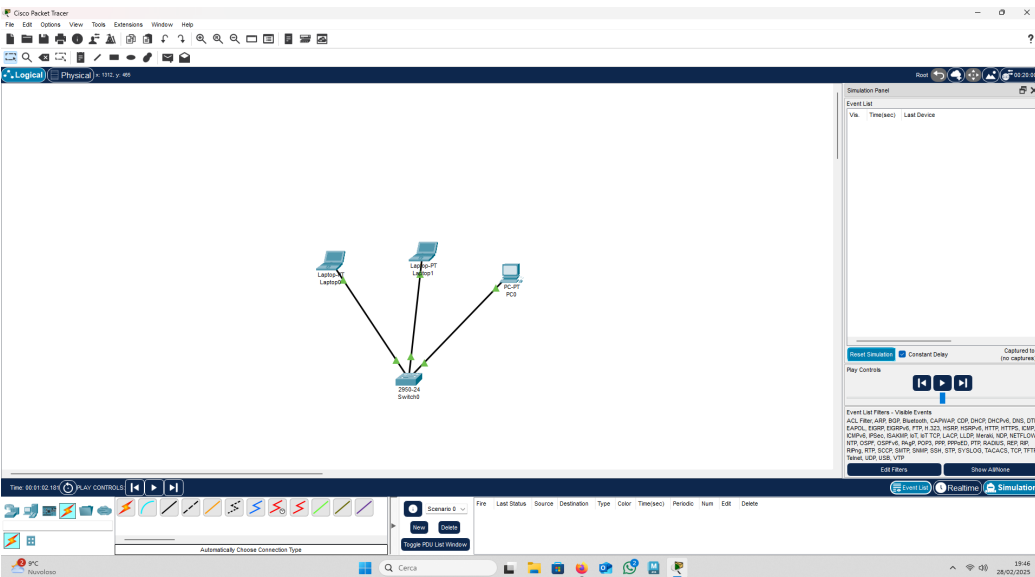 Cisco Packet Tracer
File Edit Options View Tools Extensions Window Help
?
Logical Physical x: 1312, y: 465 Root 00:20:00
Simulation Panel
Event List
Vis. Time(sec) Last Device
Laptop-PT
Laptop0
Laptop-PT
Laptop1
PC-PT
PC0
2950-24
Switch0
Reset Simulation Constant Delay Captured to
(no captures)
Play Controls
Event List Filters - Visible Events
ACL Filter, ARP, BGP, Bluetooth, CAPWAP, CDP, DHCP, DHCPv6, DNS, DTP
EAPOL, EIGRP, EIGRPv6, FTP, H.323, HSRP, HSRPv6, HTTP, HTTPS, ICMP,
ICMPv6, IPSec, ISAKMP, IoT, IoT TCP, LACP, LLDP, Meraki, NDP, NETFLOW
NTP, OSPF, OSPFv6, PAgP, POP3, PPP, PPPoED, PTP, RADIUS, REP, RIP,
RIPng, RTP, SCCP, SMTP, SNMP, SSH, STP, SYSLOG, TACACS, TCP, TFTP
Telnet, UDP, USB, VTP
Edit Filters Show All/None
Time: 00:01:02.181 PLAY CONTROLS: Event List Realtime Simulation
Scenario 0
New Delete
Toggle PDU List Window
Fire Last Status Source Destination Type Color Time(sec) Periodic Num Edit Delete
Automatically Choose Connection Type
2
9°C
Nuvoloso
Cerca
2
19:46
28/02/2025